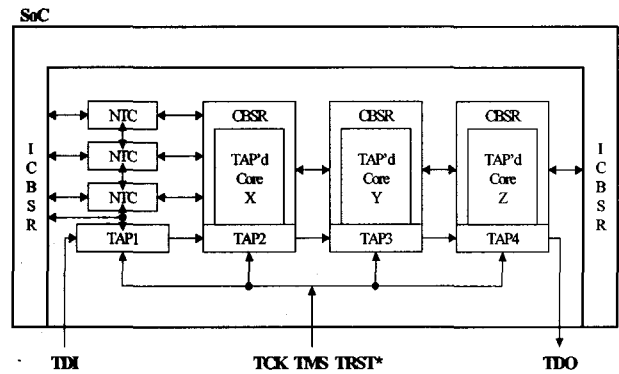 SoC
NTC
NTC
NTC
I
C
B
S
R
CBSR
TAP'd
Core
X
CBSR
TAP'd
Core
Y
CBSR
TAP'd
Core
Z
I
C
B
S
R
TAP1
TAP2
TAP3
TAP4
TDI
TCK TMS TRST*
TDO